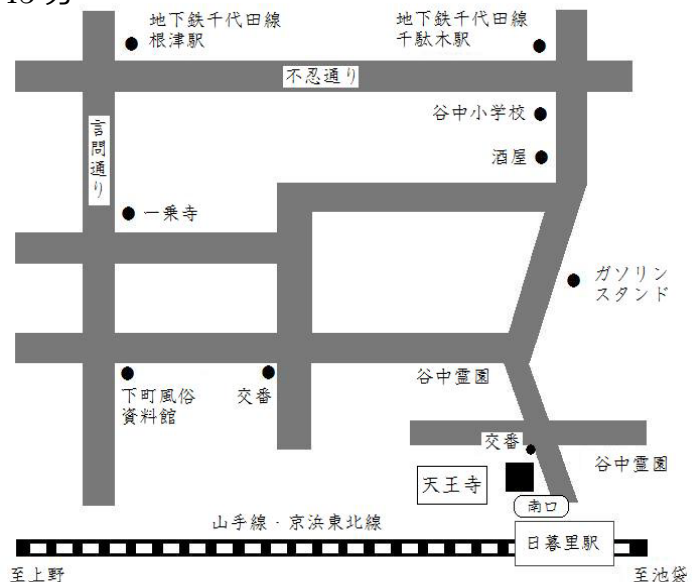 地下鉄千代田線
根津駅
地下鉄千代田線
千駄木駅
不忍通り
谷中小学校
言問通り
酒屋
一乗寺
ガソリン
スタンド
谷中霊園
下町風俗
資料館
交番
交番
谷中霊園
天王寺
南口
山手線・京浜東北線
日暮里駅
至上野
至池袋